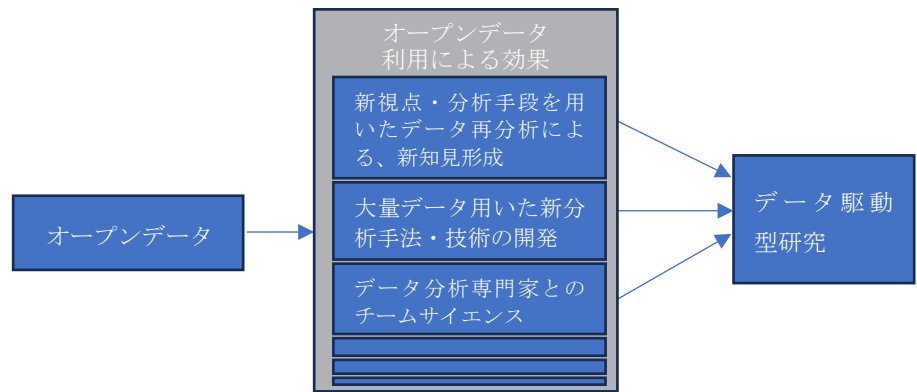 オープンデータ
オープンデータ
利用による効果
新視点・分析手段を用
いたデータ再分析によ
る、新知見形成
大量データ用いた新分
析手法・技術の開発
データ分析専門家との
チームサイエンス
データ駆動
型研究